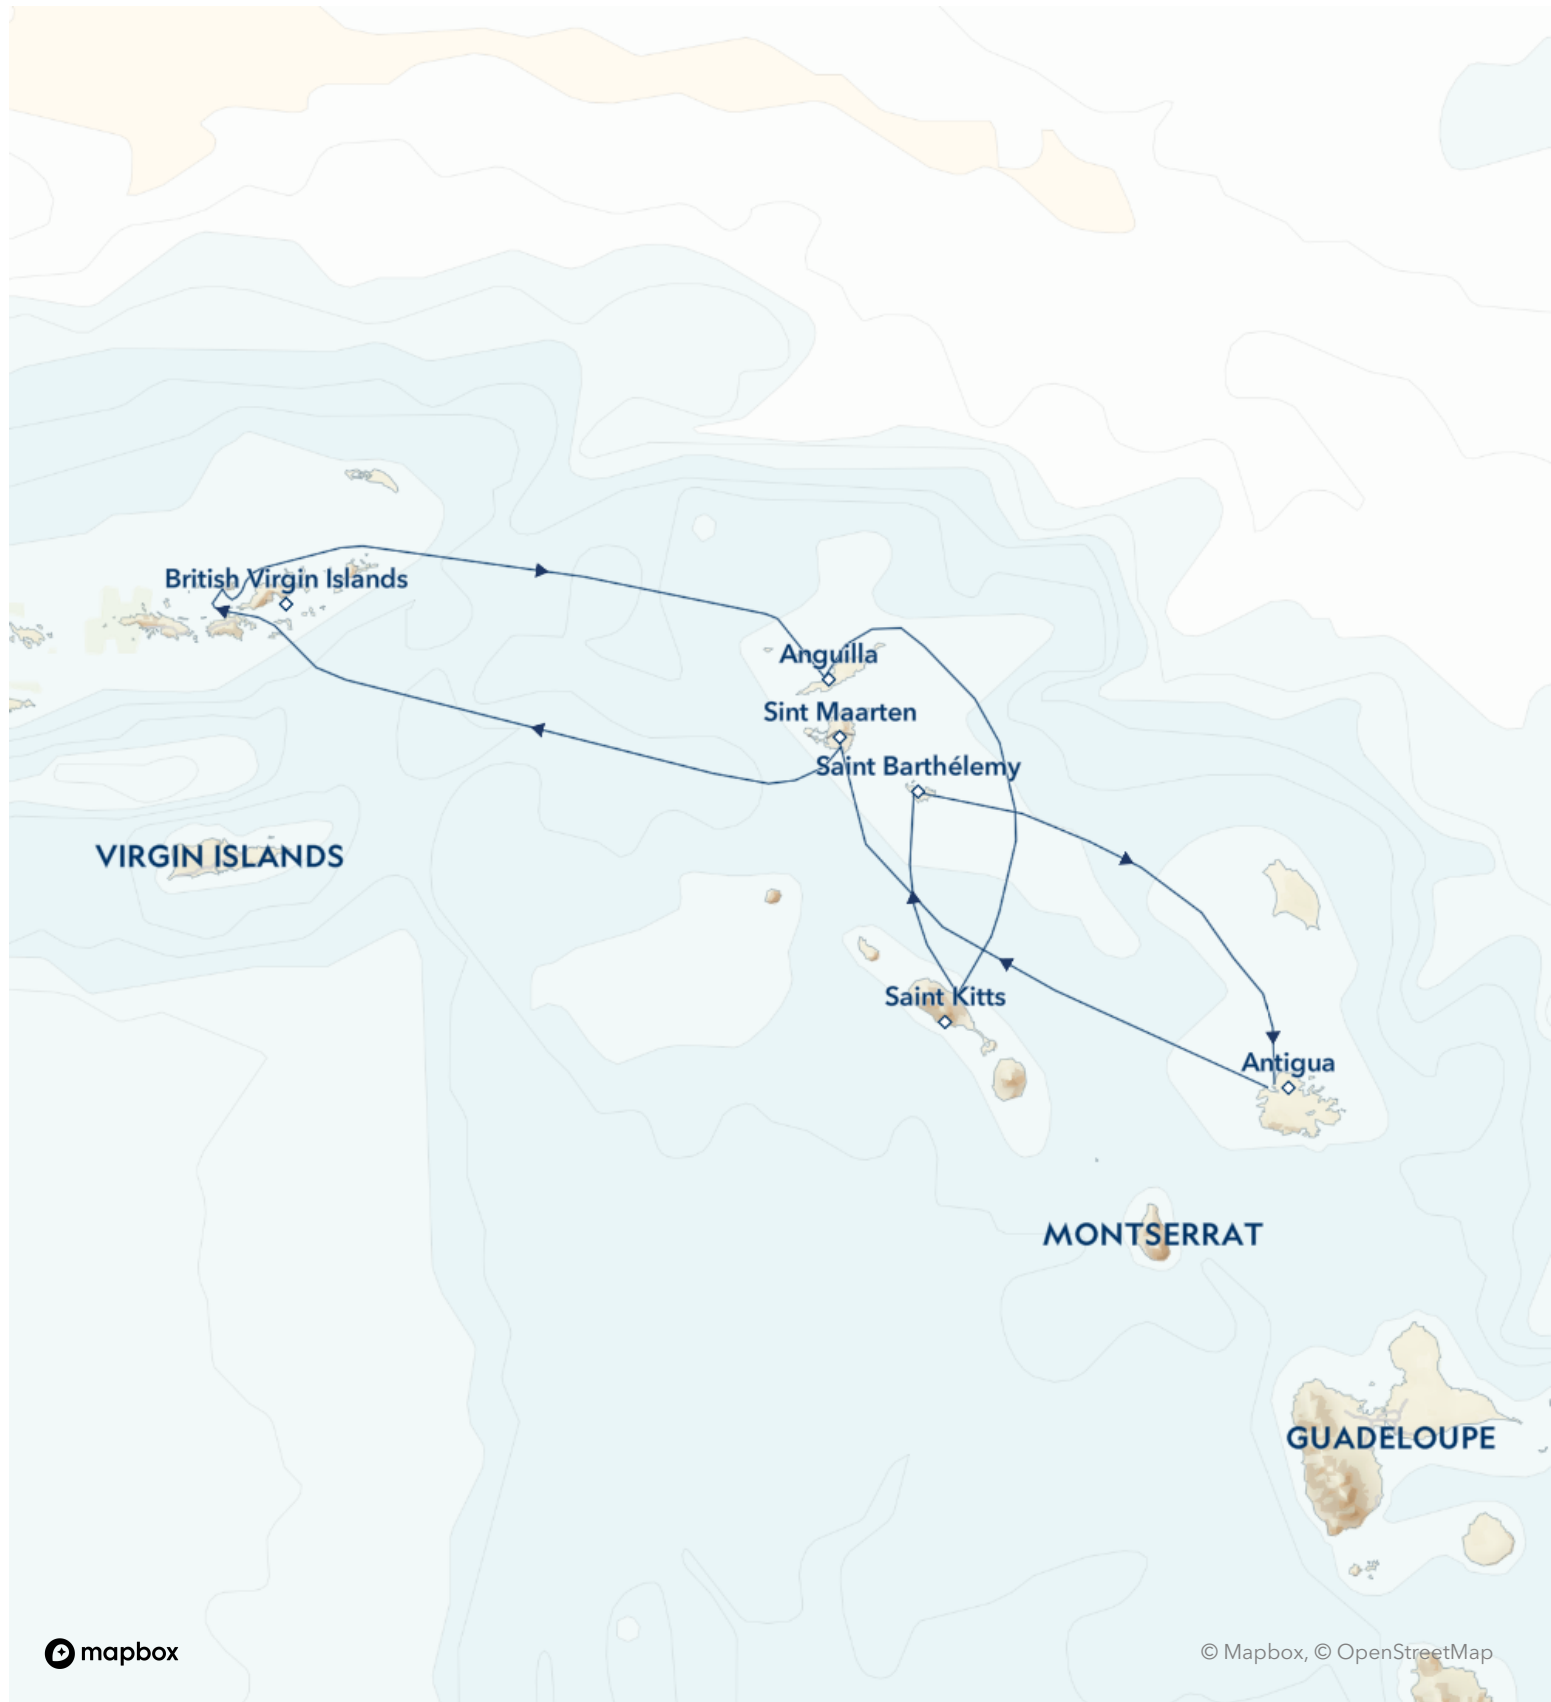 British Virgin Islands
Anguilla
Sint Maarten
Saint Barthélemy
VIRGIN ISLANDS
Saint Kitts
Antigua
MONTSERRAT
GUADELOUPE
mapbox
© Mapbox, © OpenStreetMap